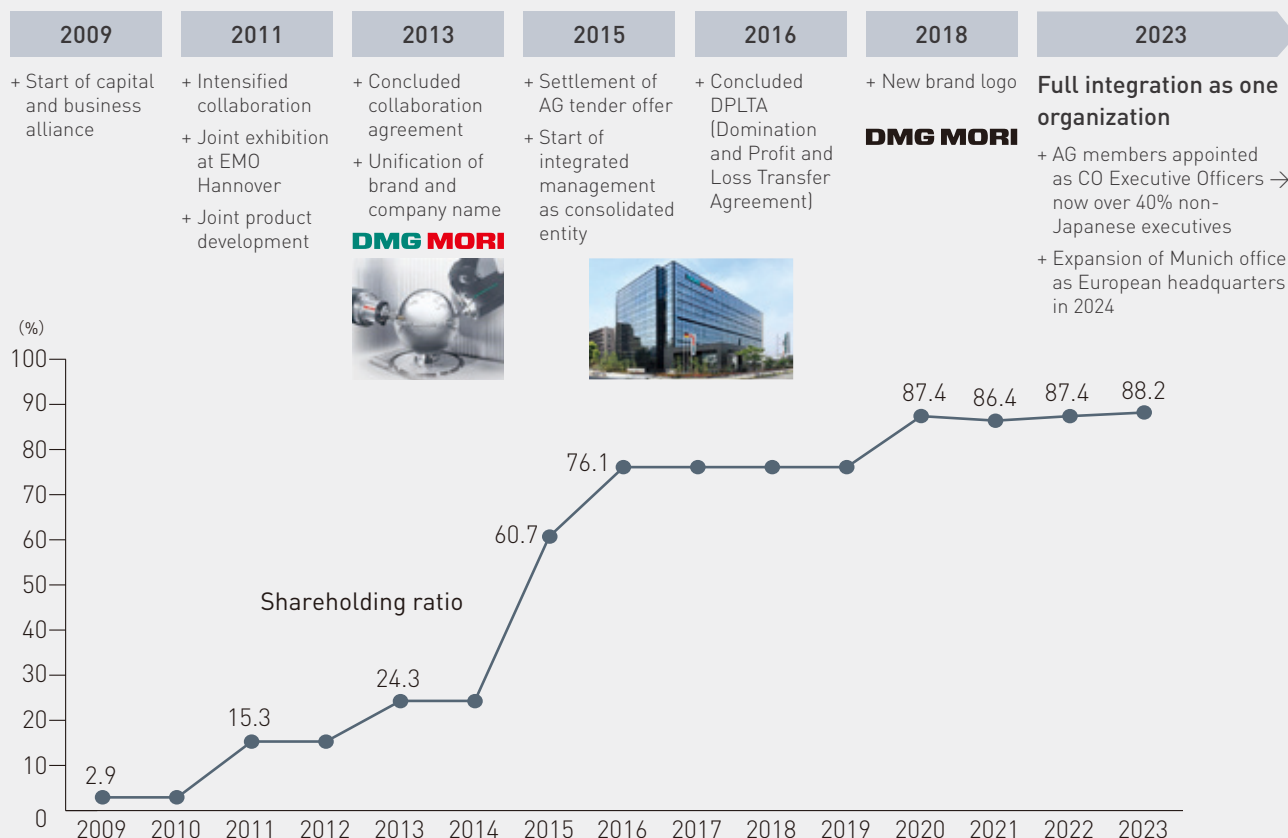 2009
+ Start of capital
and business
alliance
2011
+ Intensified
collaboration
+ Joint exhibition
at EMO
Hannover
+ Joint product
development
2013
+ Concluded
collaboration
agreement
+ Unification of
brand and
company name
DMG MORI
2015
+ Settlement of
AG tender offer
+ Start of
integrated
management
as consolidated
entity
2016
+ Concluded
DPLTA
(Domination
and Profit and
Loss Transfer
Agreement)
2018
+ New brand logo
DMG MORI
2023
Full integration as one
organization
+ AG members appointed
as CO Executive Officers →
now over 40% non-
Japanese executives
+ Expansion of Munich office
as European headquarters
in 2024
(%)
100
90
80
70
60
50
40
30
20
10
0
Shareholding ratio
2.9
15.3
24.3
60.7
76.1
87.4
86.4
87.4
88.2
2009 2010 2011 2012 2013 2014 2015 2016 2017 2018 2019 2020 2021 2022 2023